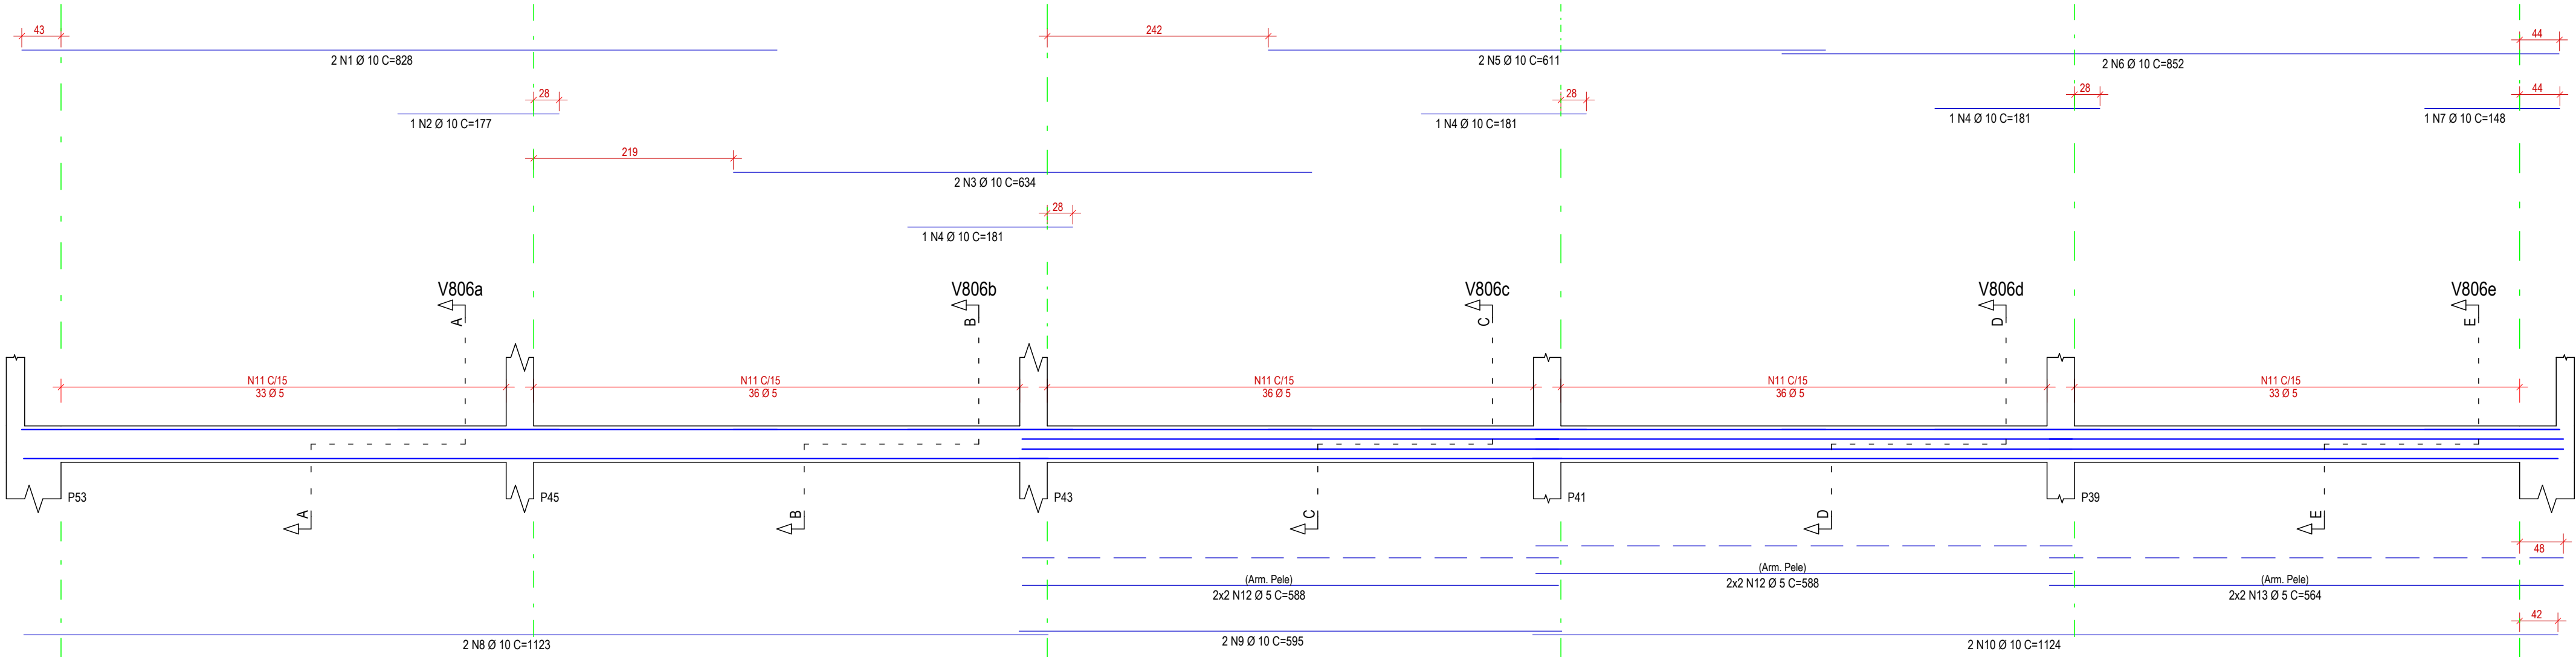 43
242
44
2 N1 Ø 10 C=828
2 N5 Ø 10 C=611
2 N6 Ø 10 C=852
28
28
28
44
1 N2 Ø 10 C=177
1 N4 Ø 10 C=181
1 N4 Ø 10 C=181
1 N7 Ø 10 C=148
219
2 N3 Ø 10 C=634
28
1 N4 Ø 10 C=181
V806a
V806b
V806c
V806d
V806e
A
B
C
D
E
N11 C/15
33 Ø 5
N11 C/15
36 Ø 5
N11 C/15
36 Ø 5
N11 C/15
36 Ø 5
N11 C/15
33 Ø 5
P53
P45
P43
P41
P39
A
B
C
D
E
48
(Arm. Pele)
2x2 N12 Ø 5 C=588
(Arm. Pele)
2x2 N12 Ø 5 C=588
(Arm. Pele)
2x2 N13 Ø 5 C=564
42
2 N8 Ø 10 C=1123
2 N9 Ø 10 C=595
2 N10 Ø 10 C=1124